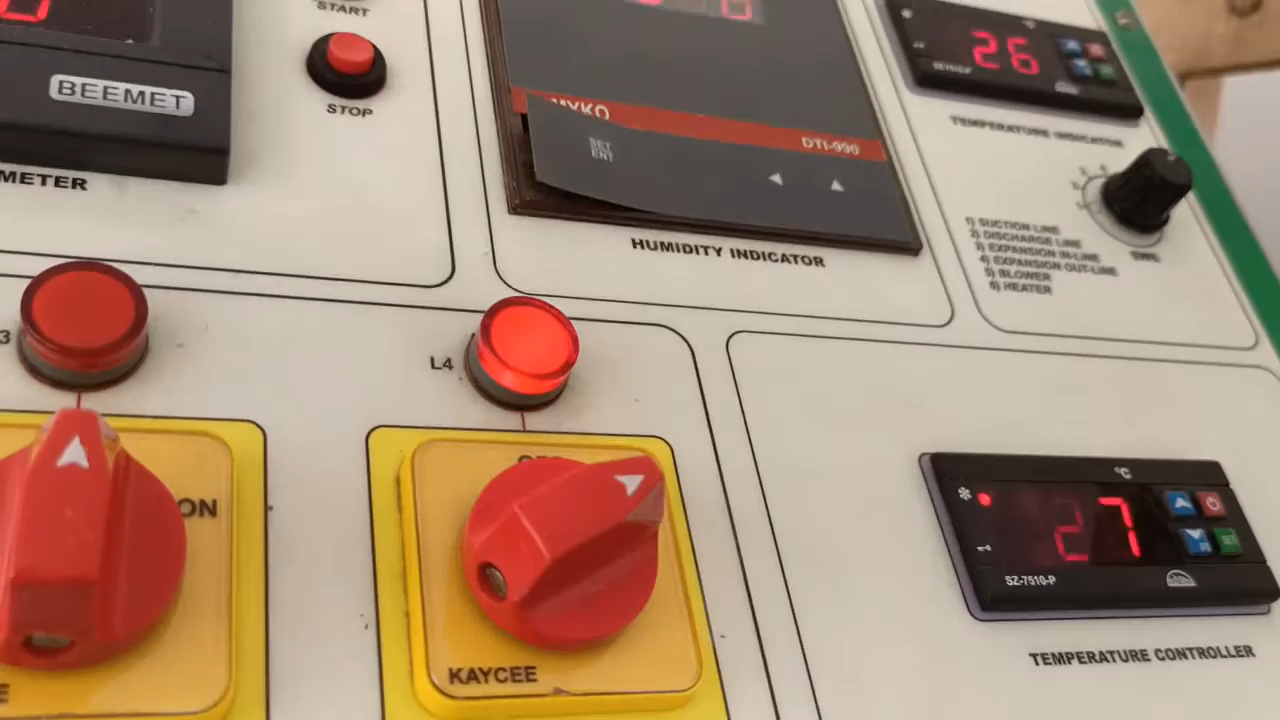 START
STOP
BEEMET
METER
SET
ENT
DTI-990
HUMIDITY INDICATOR
26
TEMPERATURE INDICATOR
1) SUCTION LINE
2) DISCHARGE LINE
3) EXPANSION IN-LINE
4) EXPANSION OUT-LINE
5) BLOWER
6) HEATER
SW6
L4
ON
KAYCEE
°C
27
SET
SZ-7510-P
TEMPERATURE CONTROLLER